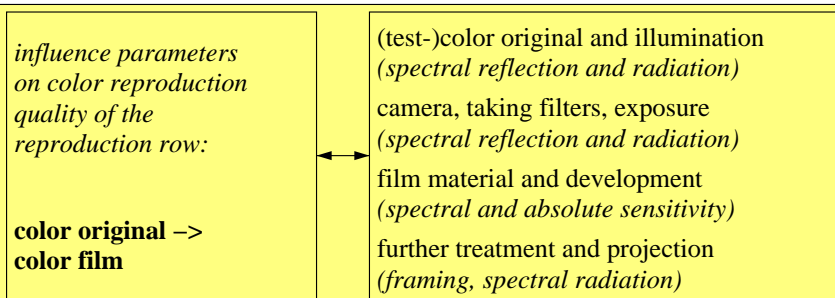 influence parameters
on color reproduction
quality of the
reproduction row:
color original −>
color film
(test-)color original and illumination
(spectral reflection and radiation)
camera, taking filters, exposure
(spectral reflection and radiation)
film material and development
(spectral and absolute sensitivity)
further treatment and projection
(framing, spectral radiation)